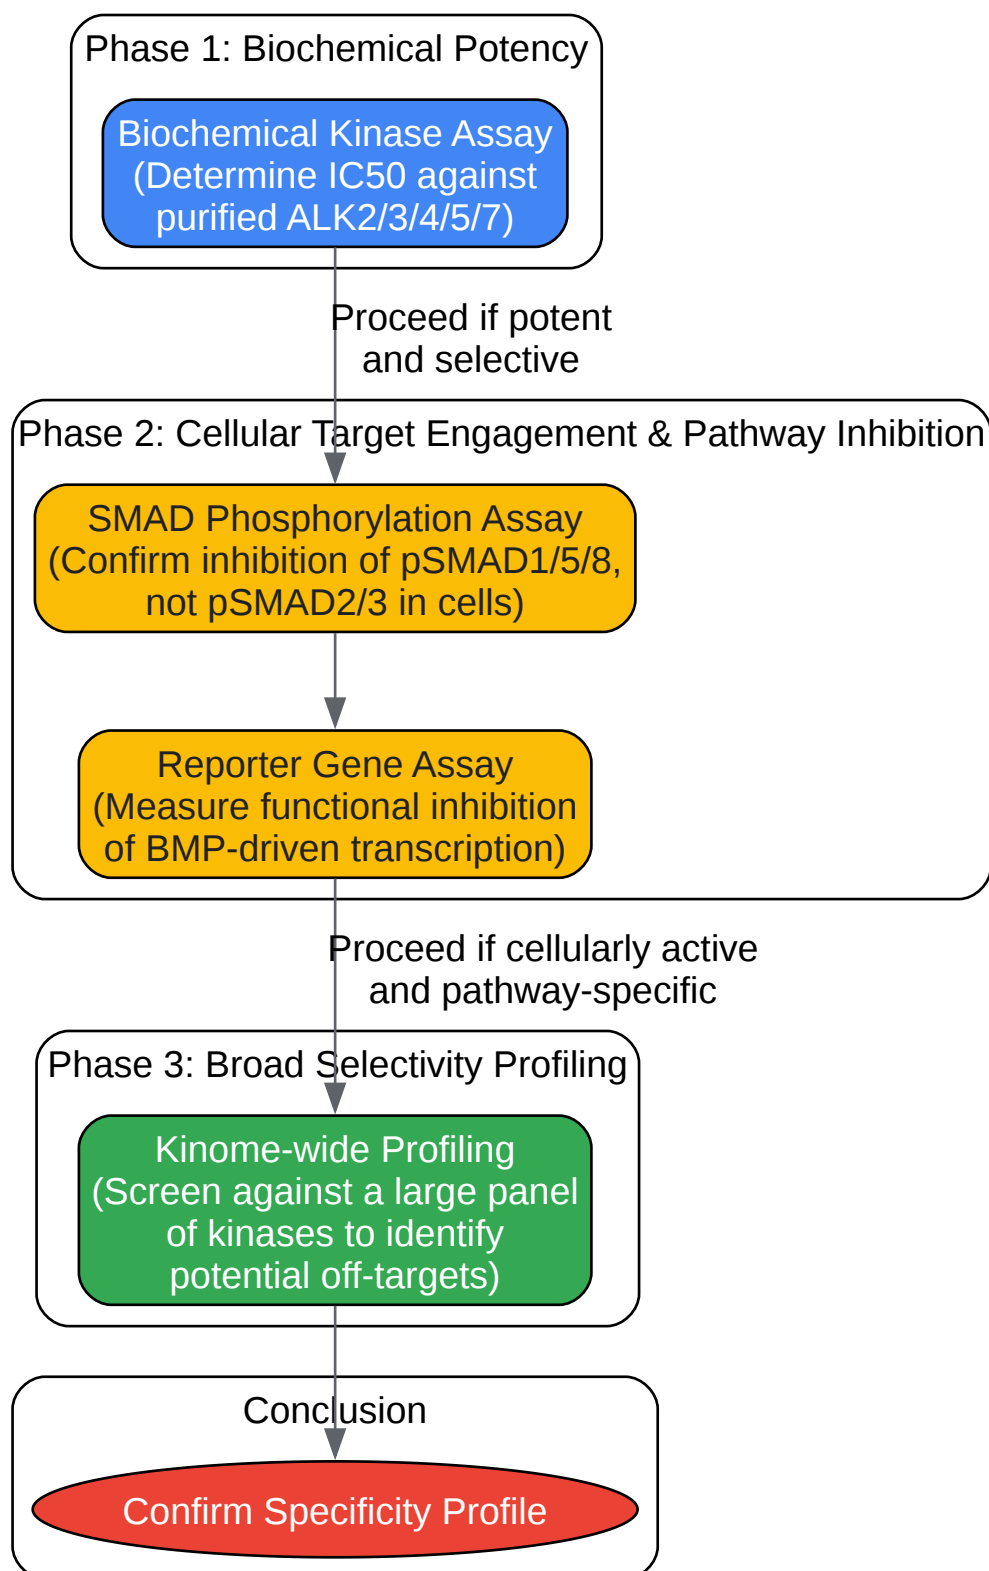 Phase 1: Biochemical Potency
Biochemical Kinase Assay
(Determine IC50 against
purified ALK2/3/4/5/7)
Proceed if potent
and selective
Phase 2: Cellular Target Engagement & Pathway Inhibition
SMAD Phosphorylation Assay
(Confirm inhibition of pSMAD1/5/8,
not pSMAD2/3 in cells)
Reporter Gene Assay
(Measure functional inhibition
of BMP-driven transcription)
Proceed if cellularly active
and pathway-specific
Phase 3: Broad Selectivity Profiling
Kinome-wide Profiling
(Screen against a large panel
of kinases to identify
potential off-targets)
Conclusion
Confirm Specificity Profile